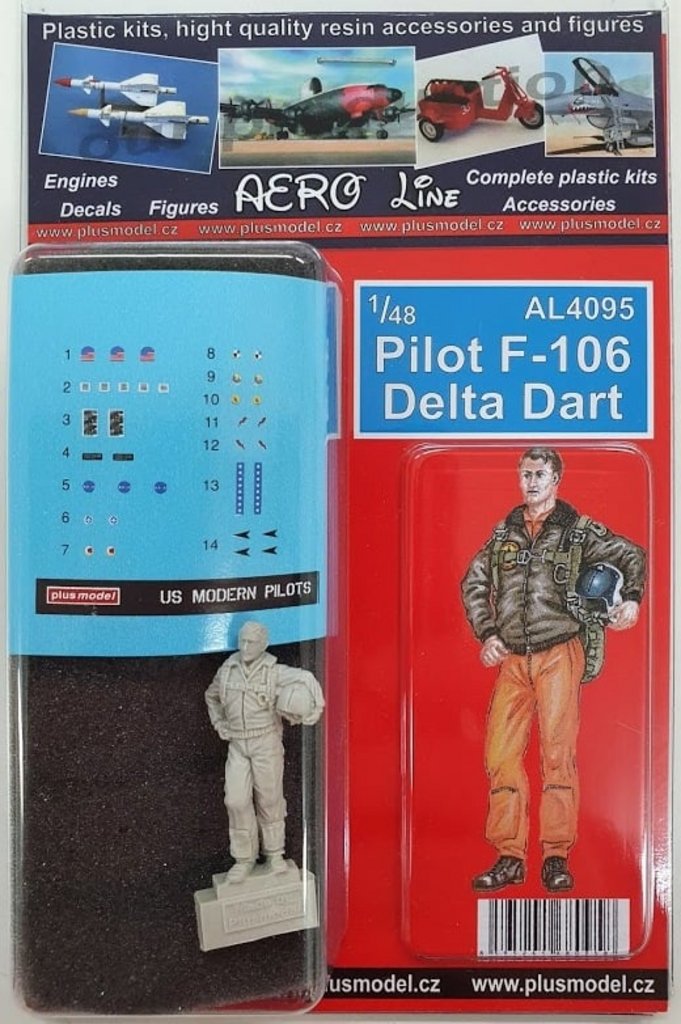 Plastic kits, hight quality resin accessories and figures
Engines
Decals Figures
AERO Line
Complete plastic kits
Accessories
www.plusmodel.cz www.plusmodel.cz www.plusmodel.cz www.plusmodel.cz
1/48 AL4095
Pilot F-106
Delta Dart
1 8
2 9
10
3 11
4 12
5 13
6
7 14
plusmodel US MODERN PILOTS
usmodel.cz www.plusmodel.cz